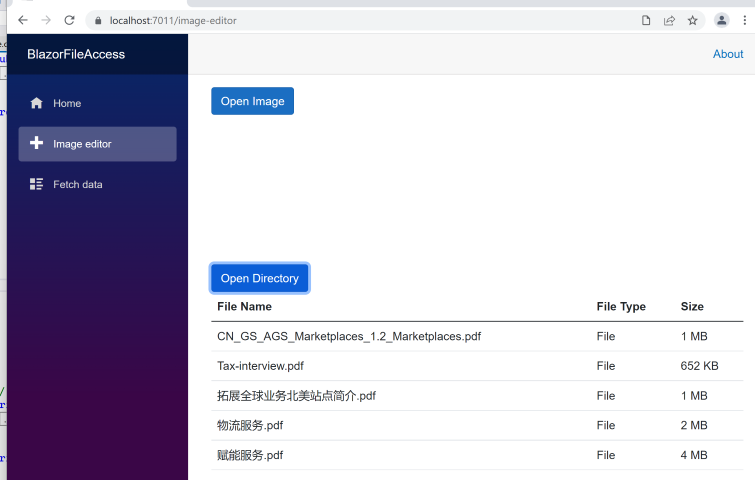 localhost:7011/image-editor
BlazorFileAccess
About
Home
Image editor
Fetch data
Open Image
Open Directory
File Name File Type Size
CN_GS_AGS_Marketplaces_1.2_Marketplaces.pdf File 1 MB
Tax-interview.pdf File 652 KB
拓展全球业务北美站点简介.pdf File 1 MB
物流服务.pdf File 2 MB
赋能服务.pdf File 4 MB